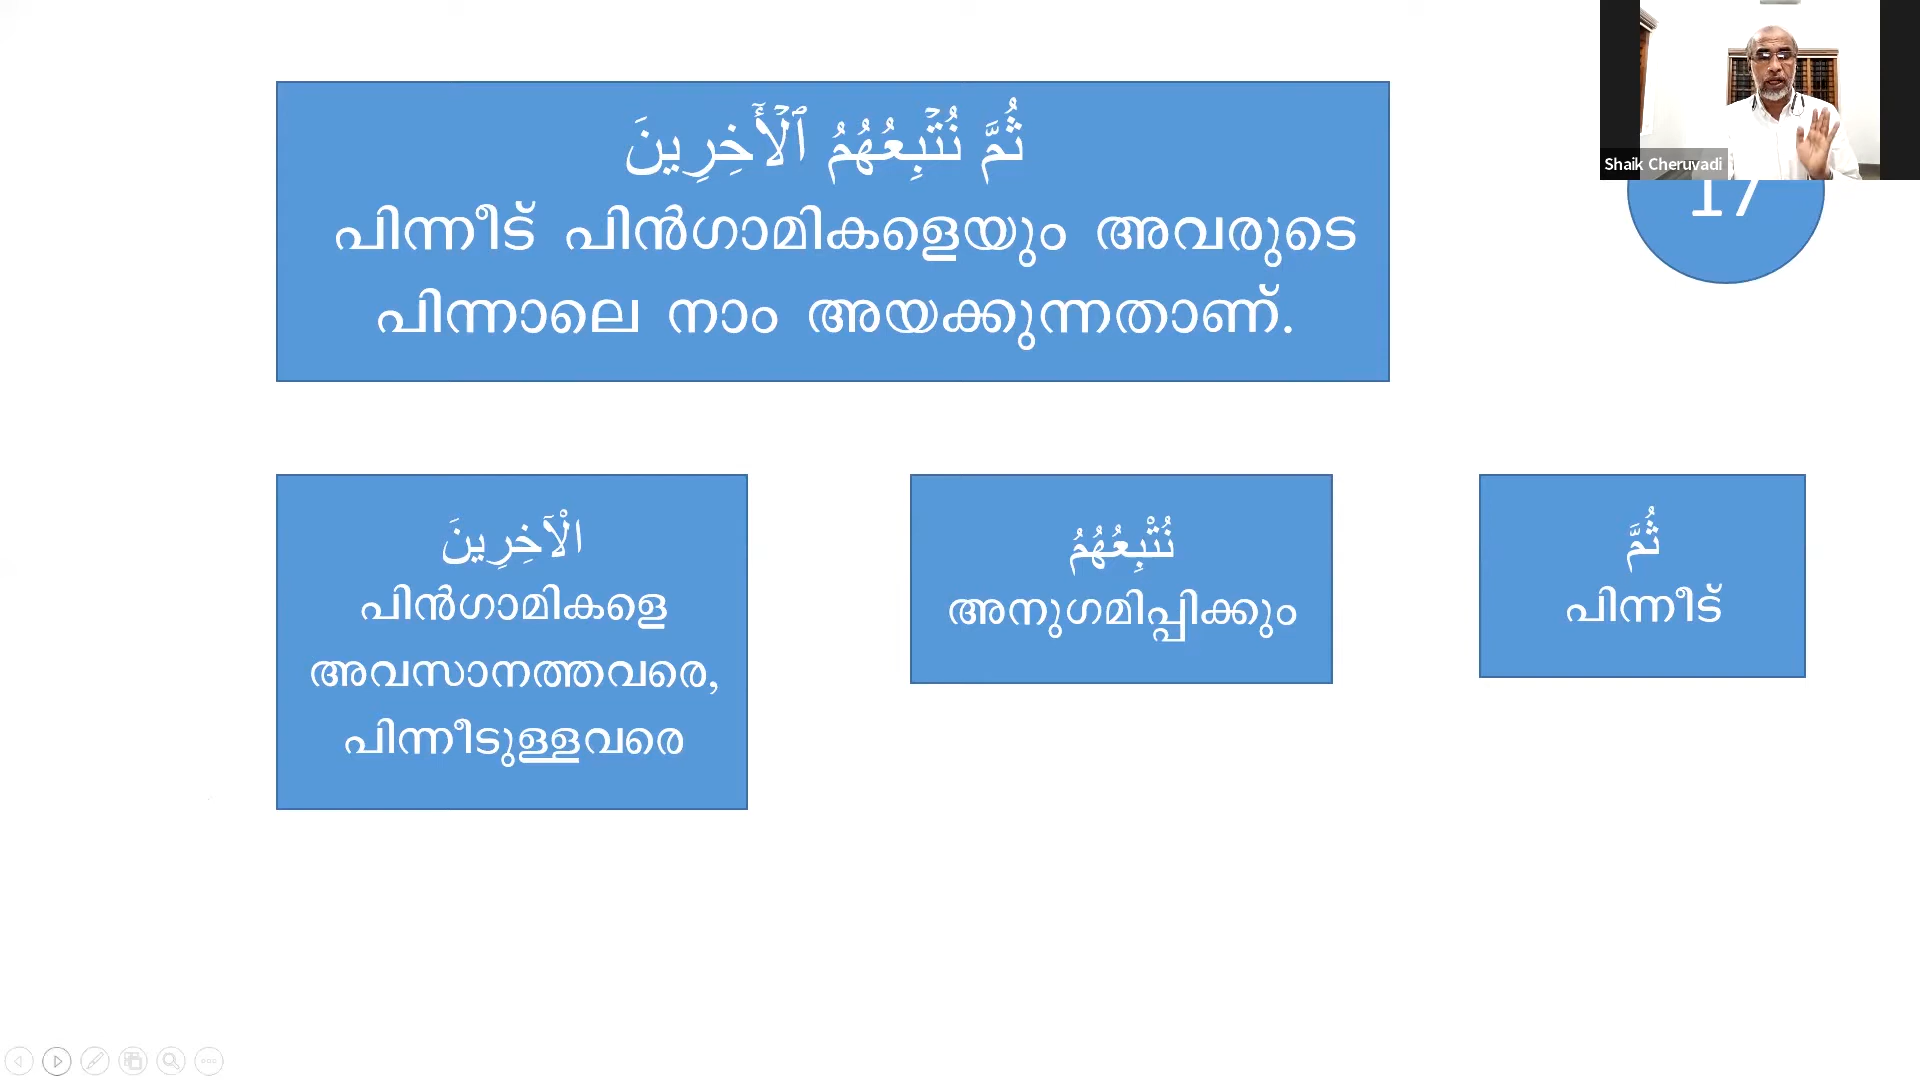 Shaik Cheruvadi
17
ثُمَّ نُتۡبِعُهُمُ ٱلۡأٓخِرِينَ
പിന്നീട് പിൻഗാമികളെയും അവരുടെ
പിന്നാലെ നാം അയക്കുന്നതാണ്.
ثُمَّ
പിന്നീട്
نُتْبِعُهُمُ
അനുഗമിപ്പിക്കും
الْآخِرِينَ
പിൻഗാമികളെ
അവസാനത്തവരെ,
പിന്നീടുള്ളവരെ